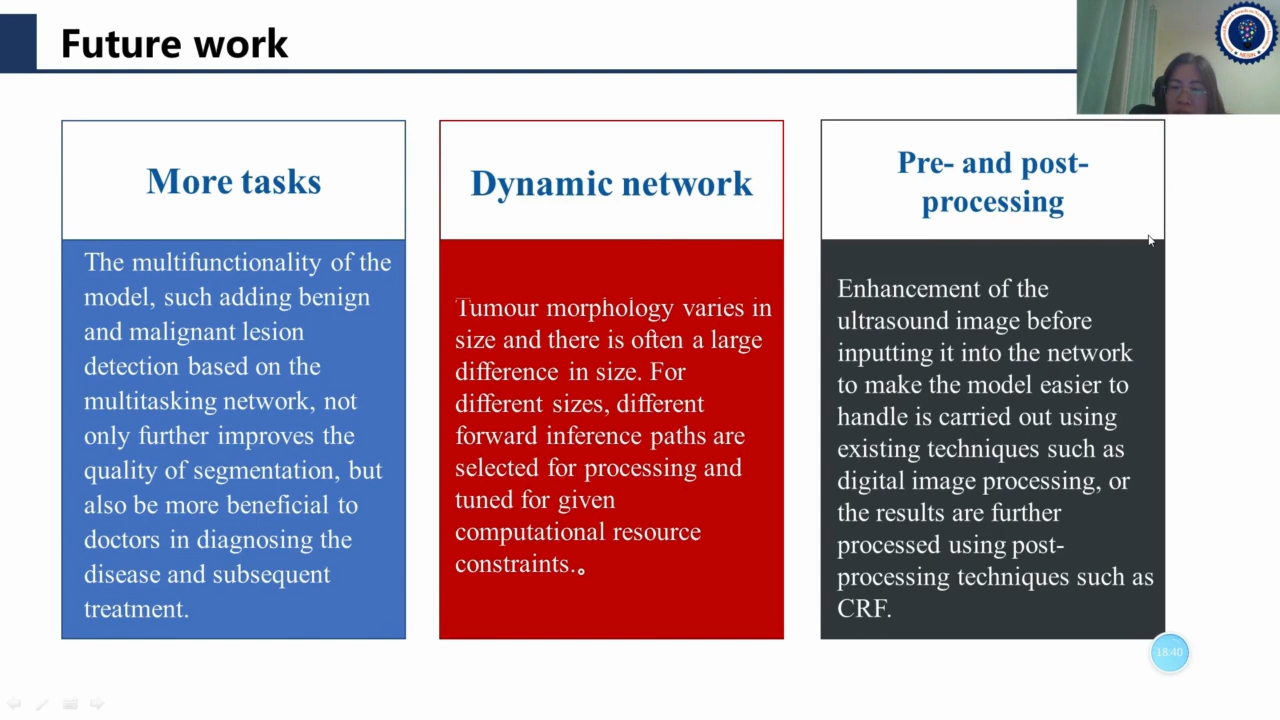 Future work
More tasks
The multifunctionality of the
model, such adding benign
and malignant lesion
detection based on the
multitasking network, not
only further improves the
quality of segmentation, but
also be more beneficial to
doctors in diagnosing the
disease and subsequent
treatment.
Dynamic network
Tumour morphology varies in
size and there is often a large
difference in size. For
different sizes, different
forward inference paths are
selected for processing and
tuned for given
computational resource
constraints.。
Pre- and post-
processing
Enhancement of the
ultrasound image before
inputting it into the network
to make the model easier to
handle is carried out using
existing techniques such as
digital image processing, or
the results are further
processed using post-
processing techniques such as
CRF.
18:40